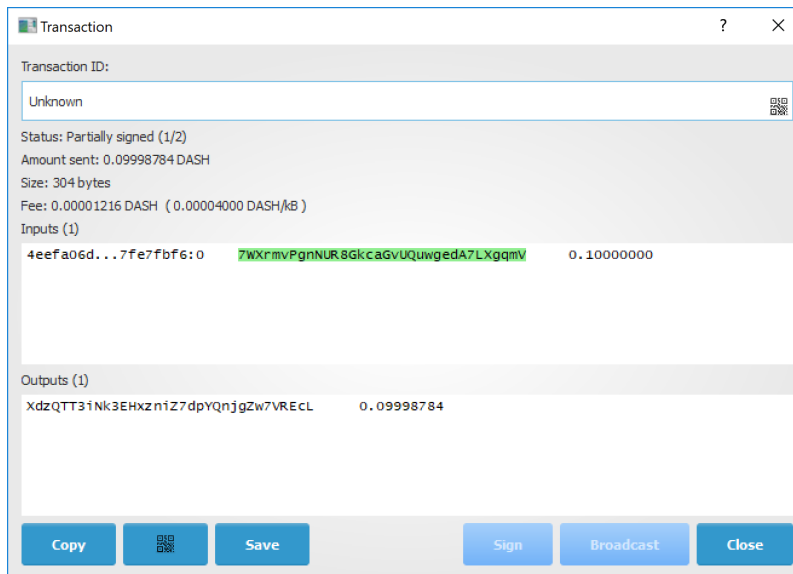 Transaction
Transaction ID:
Unknown
Status: Partially signed (1/2)
Amount sent: 0.09998784 DASH
Size: 304 bytes
Fee: 0.00001216 DASH ( 0.00004000 DASH/kB )
Inputs (1)
4eefa06d...7fe7fbf6:0 7WXrmvPgnNUR8GkcaGvUQuwgedA7LXgqmV 0.10000000
Outputs (1)
XdzQTT3iNk3EHxzniZ7dpYQnjgZw7VREcL 0.09998784
Copy Save Sign Broadcast Close